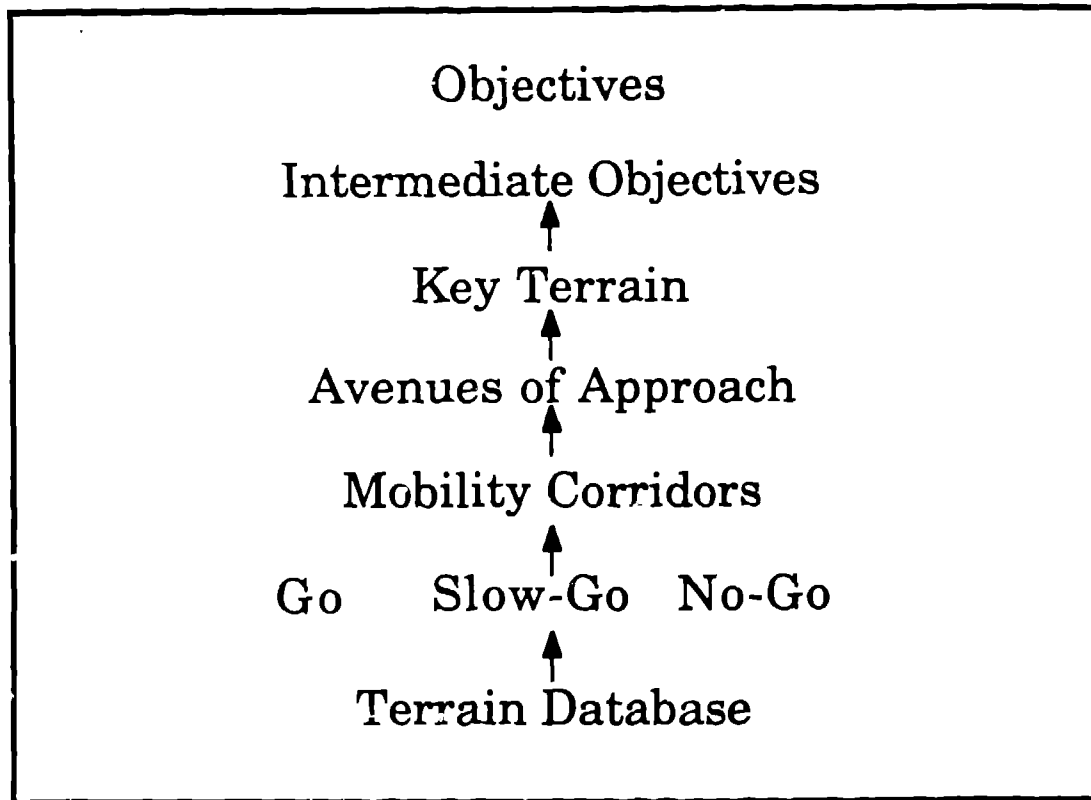 Objectives
Intermediate Objectives
Key Terrain
Avenues of Approach
Mobility Corridors
Go Slow-Go No-Go
Terrain Database